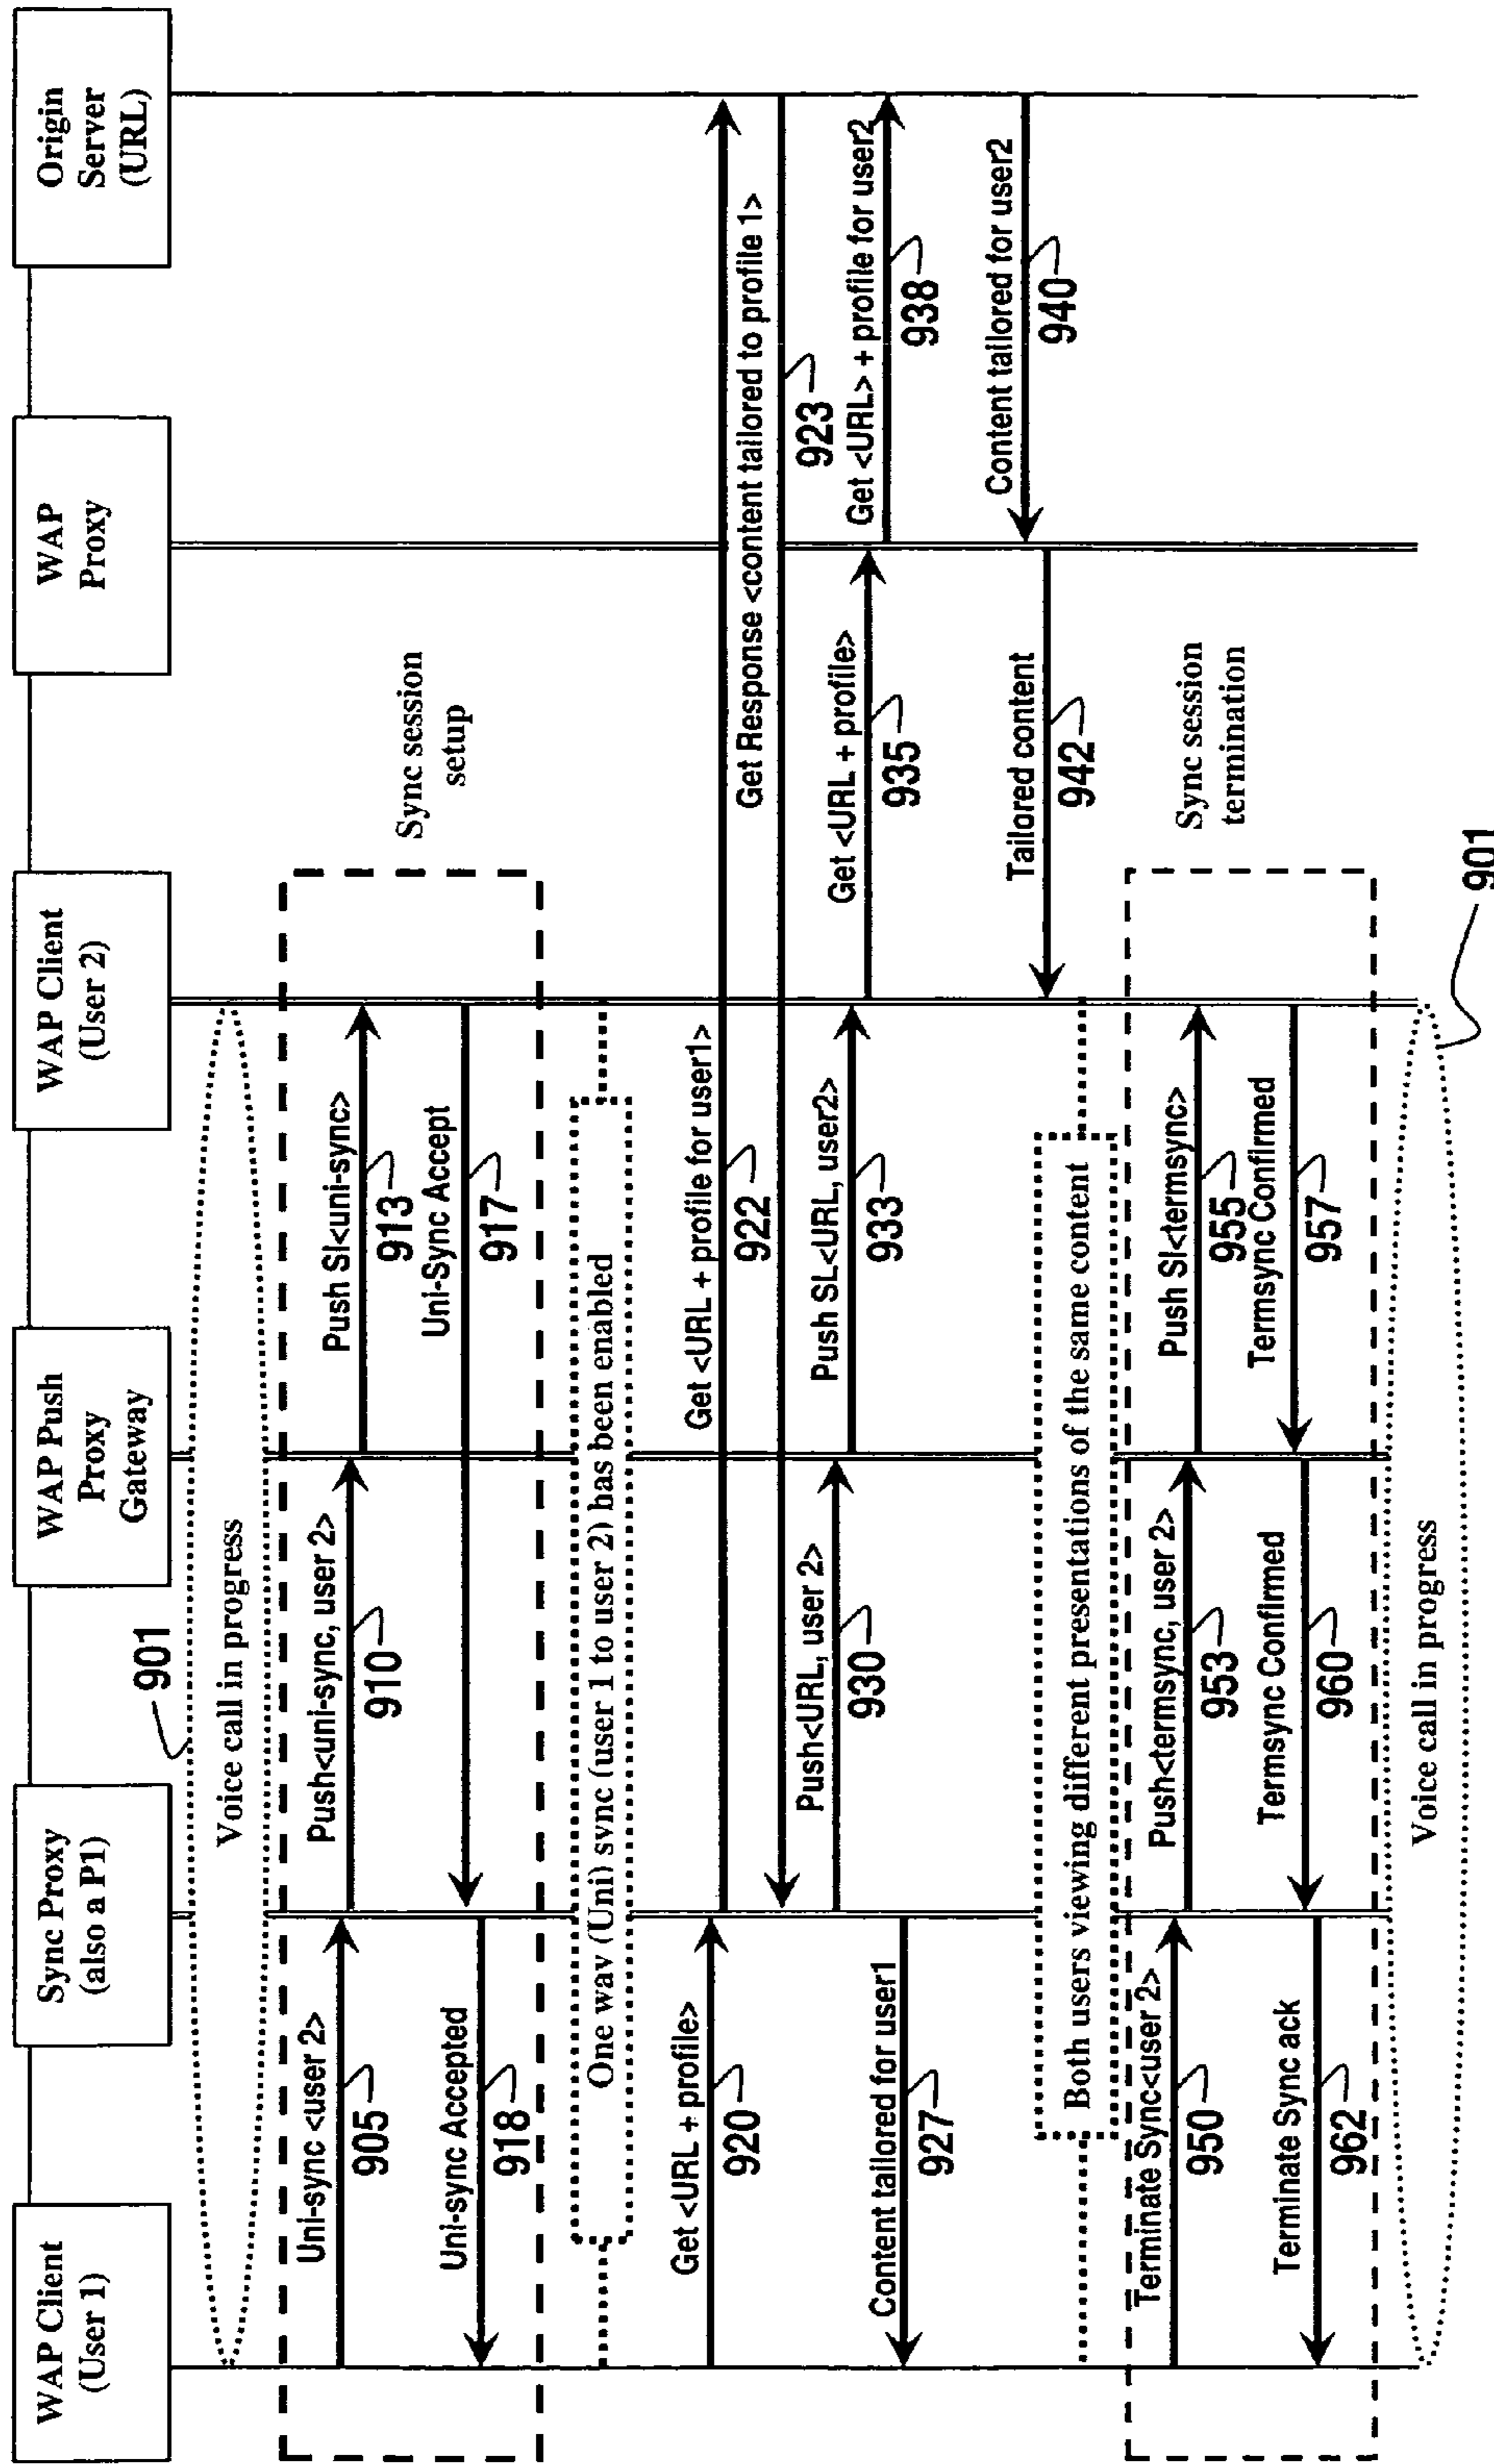 WAP Client
(User 1)
Sync Proxy
(also a P1)
WAP Push
Proxy
Gateway
WAP Client
(User 2)
WAP
Proxy
Origin
Server
(URL)
901
Voice call in progress
Uni-sync <user 2>
905
Push<uni-sync, user 2>
910
Push SI<uni-sync>
913
Uni-Sync Accept
917
Uni-sync Accepted
918
Sync session
setup
One way (Uni) sync (user 1 to user 2) has been enabled
Get <URL + profile>
920
Get <URL + profile for user1>
922
Get Response <content tailored to profile 1>
923
Content tailored for user1
927
Push<URL, user 2>
930
Push SL<URL, user2>
933
Get <URL + profile>
935
Get <URL> + profile for user2
938
Content tailored for user2
940
Tailored content
942
Both users viewing different presentations of the same content
Terminate Sync<user 2>
950
Push<termsync, user 2>
953
Push SI<termsync>
955
Termsync Confirmed
957
Termsync Confirmed
960
Terminate Sync ack
962
Sync session
termination
Voice call in progress
901